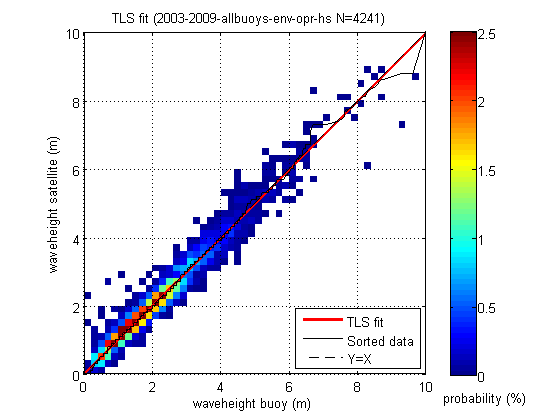 TLS fit (2003-2009-allbuoys-env-opr-hs N=4241)
10
8
6
4
2
0
waveheight satellite (m)
0 2 4 6 8 10
waveheight buoy (m)
TLS fit
Sorted data
Y=X
2.5
2
1.5
1
0.5
0
probability (%)